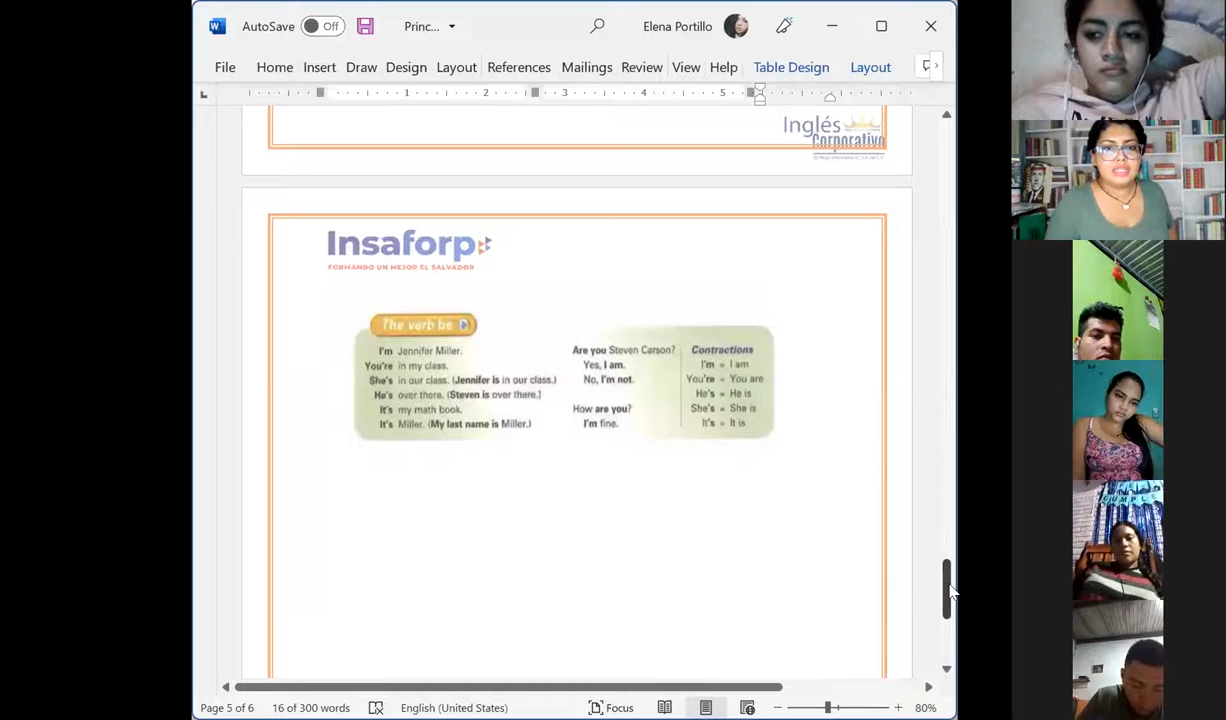 AutoSave Off Princ... Elena Portillo
File Home Insert Draw Design Layout References Mailings Review View Help Table Design Layout
1 2 3 4 5
Inglés
Corporativo
Insaforp
FORMANDO UN MEJOR EL SALVADOR
The verb be
I'm Jennifer Miller.
You're in my class.
She's in our class. (Jennifer is in our class.)
He's over there. (Steven is over there.)
It's my math book.
It's Miller. (My last name is Miller.)
Are you Steven Carson?
Yes, I am.
No, I'm not.
How are you?
I'm fine.
Contractions
I'm = I am
You're = You are
He's = He is
She's = She is
It's = It is
Page 5 of 6 16 of 300 words English (United States) Focus 80%